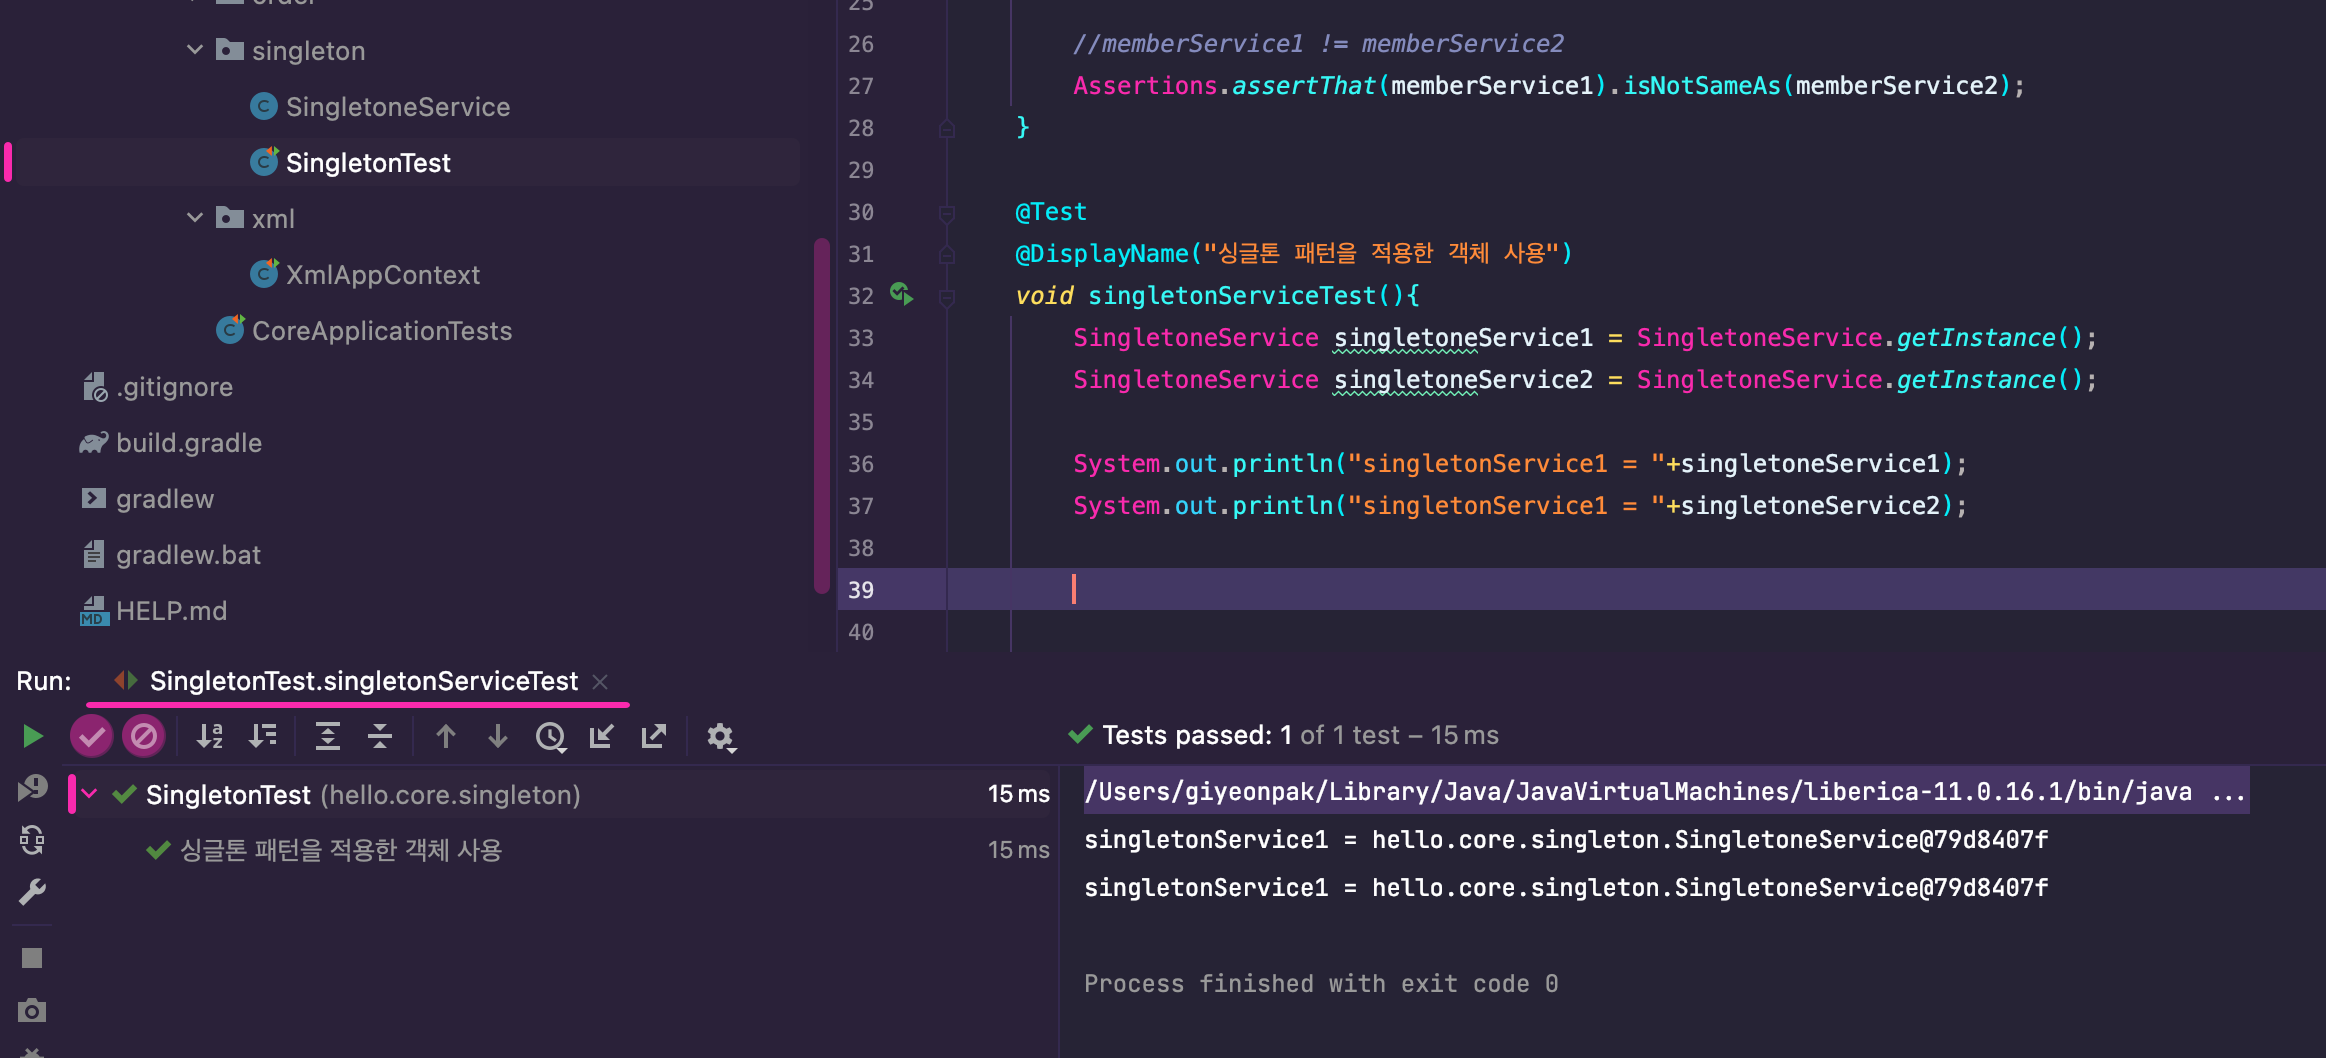 order
singleton
SingletoneService
SingletonTest
xml
XmlAppContext
CoreApplicationTests
.gitignore
build.gradle
gradlew
gradlew.bat
HELP.md
25
26 //memberService1 != memberService2
27 Assertions.assertThat(memberService1).isNotSameAs(memberService2);
28 }
29
30 @Test
31 @DisplayName("싱글톤 패턴을 적용한 객체 사용")
32 void singletonServiceTest(){
33 SingletoneService singletoneService1 = SingletoneService.getInstance();
34 SingletoneService singletoneService2 = SingletoneService.getInstance();
35
36 System.out.println("singletonService1 = "+singletoneService1);
37 System.out.println("singletonService1 = "+singletoneService2);
38
39
40
Run: SingletonTest.singletonServiceTest
Tests passed: 1 of 1 test – 15 ms
SingletonTest (hello.core.singleton) 15 ms
싱글톤 패턴을 적용한 객체 사용 15 ms
/Users/giyeonpak/Library/Java/JavaVirtualMachines/liberica-11.0.16.1/bin/java ...
singletonService1 = hello.core.singleton.SingletoneService@79d8407f
singletonService1 = hello.core.singleton.SingletoneService@79d8407f
Process finished with exit code 0